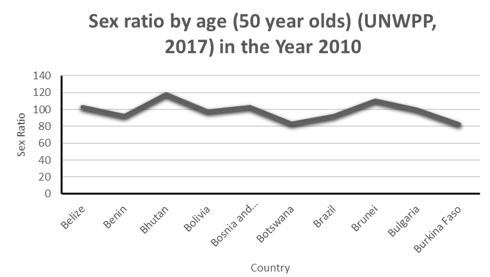 Sex ratio by age (50 year olds) (UNWPP,
2017) in the Year 2010
140
120
100
80
60
40
20
0
Sex Ratio
Belize
Benin
Bhutan
Bolivia
Bosnia and...
Botswana
Brazil
Brunei
Bulgaria
Burkina Faso
Country